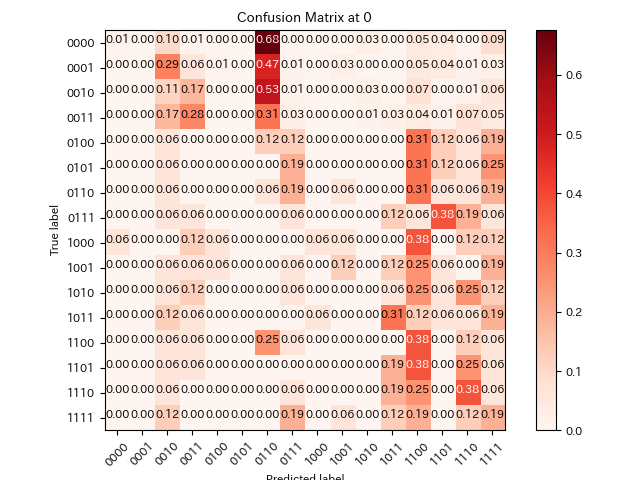 Confusion Matrix at 0
0000 0.01 0.00 0.10 0.01 0.00 0.00 0.68 0.00 0.00 0.00 0.03 0.00 0.05 0.04 0.00 0.09
0001 0.00 0.00 0.29 0.06 0.01 0.00 0.47 0.01 0.00 0.03 0.00 0.00 0.05 0.04 0.01 0.03
0010 0.00 0.00 0.11 0.17 0.00 0.00 0.53 0.01 0.00 0.00 0.03 0.00 0.07 0.00 0.01 0.06
0011 0.00 0.00 0.17 0.28 0.00 0.00 0.31 0.03 0.00 0.00 0.01 0.03 0.04 0.01 0.07 0.05
0100 0.00 0.00 0.06 0.00 0.00 0.00 0.12 0.12 0.00 0.00 0.00 0.00 0.31 0.12 0.06 0.19
0101 0.00 0.00 0.06 0.00 0.00 0.00 0.00 0.19 0.00 0.00 0.00 0.00 0.31 0.12 0.06 0.25
0110 0.00 0.00 0.06 0.00 0.00 0.00 0.06 0.19 0.00 0.06 0.00 0.00 0.31 0.06 0.06 0.19
0111 0.00 0.00 0.06 0.06 0.00 0.00 0.00 0.06 0.00 0.00 0.00 0.12 0.06 0.38 0.19 0.06
1000 0.06 0.00 0.00 0.12 0.06 0.00 0.00 0.00 0.06 0.06 0.00 0.00 0.38 0.00 0.12 0.12
1001 0.00 0.00 0.06 0.06 0.06 0.00 0.00 0.06 0.00 0.12 0.00 0.12 0.25 0.06 0.00 0.19
1010 0.00 0.00 0.06 0.12 0.00 0.00 0.00 0.06 0.00 0.00 0.00 0.06 0.25 0.06 0.25 0.12
1011 0.00 0.00 0.12 0.06 0.00 0.00 0.00 0.00 0.06 0.00 0.00 0.31 0.12 0.06 0.06 0.19
1100 0.00 0.00 0.06 0.06 0.00 0.00 0.25 0.06 0.00 0.00 0.00 0.00 0.38 0.00 0.12 0.06
1101 0.00 0.00 0.06 0.06 0.00 0.00 0.00 0.00 0.00 0.00 0.00 0.19 0.38 0.00 0.25 0.06
1110 0.00 0.00 0.06 0.00 0.00 0.00 0.00 0.06 0.00 0.00 0.00 0.19 0.25 0.00 0.38 0.06
1111 0.00 0.00 0.12 0.00 0.00 0.00 0.00 0.19 0.00 0.06 0.00 0.12 0.19 0.00 0.12 0.19
0000 0001 0010 0011 0100 0101 0110 0111 1000 1001 1010 1011 1100 1101 1110 1111
True label
Predicted label
0.6
0.5
0.4
0.3
0.2
0.1
0.0